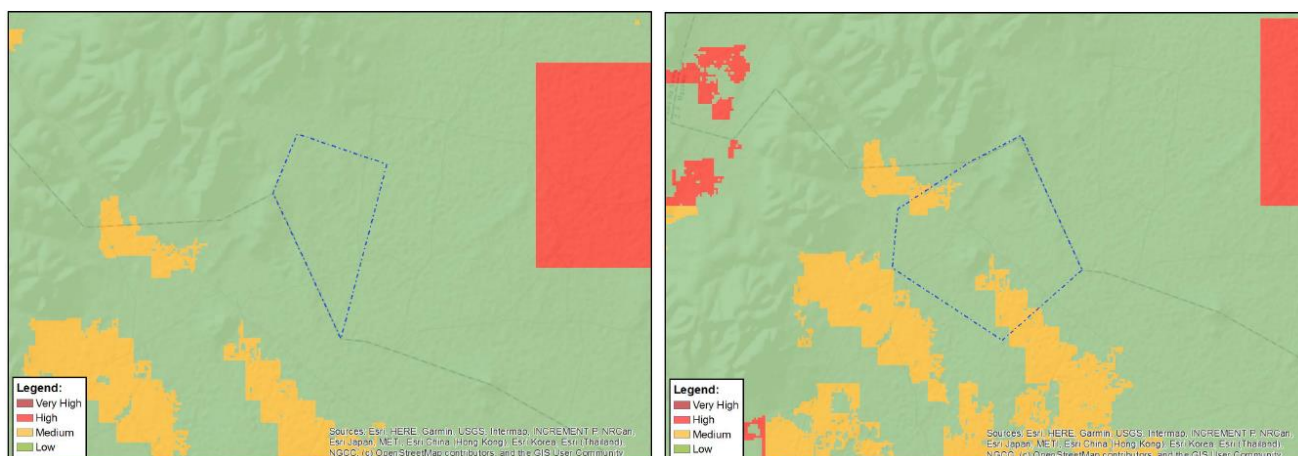 Legend:
Very High
High
Medium
Low
Sources: Esri, HERE, Garmin, USGS, Intermap, INCREMENT P, NRCan,
Esri Japan, METI, Esri China (Hong Kong), Esri Korea, Esri (Thailand),
NGCC, (c) OpenStreetMap contributors, and the GIS User Community
Legend:
Very High
High
Medium
Low
Sources: Esri, HERE, Garmin, USGS, Intermap, INCREMENT P, NRCan,
Esri Japan, METI, Esri China (Hong Kong), Esri Korea, Esri (Thailand),
NGCC, (c) OpenStreetMap contributors, and the GIS User Community